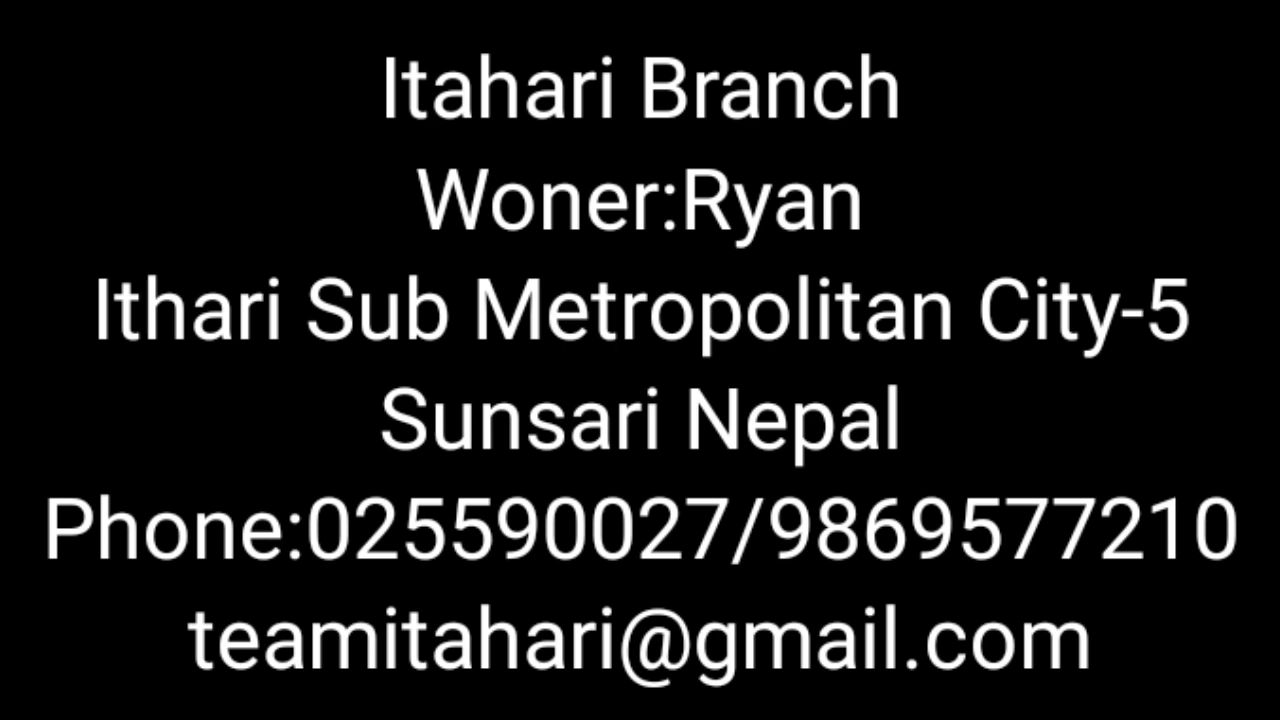 Itahari Branch
Woner:Ryan
Ithari Sub Metropolitan City-5
Sunsari Nepal
Phone:025590027/9869577210
teamitahari@gmail.com